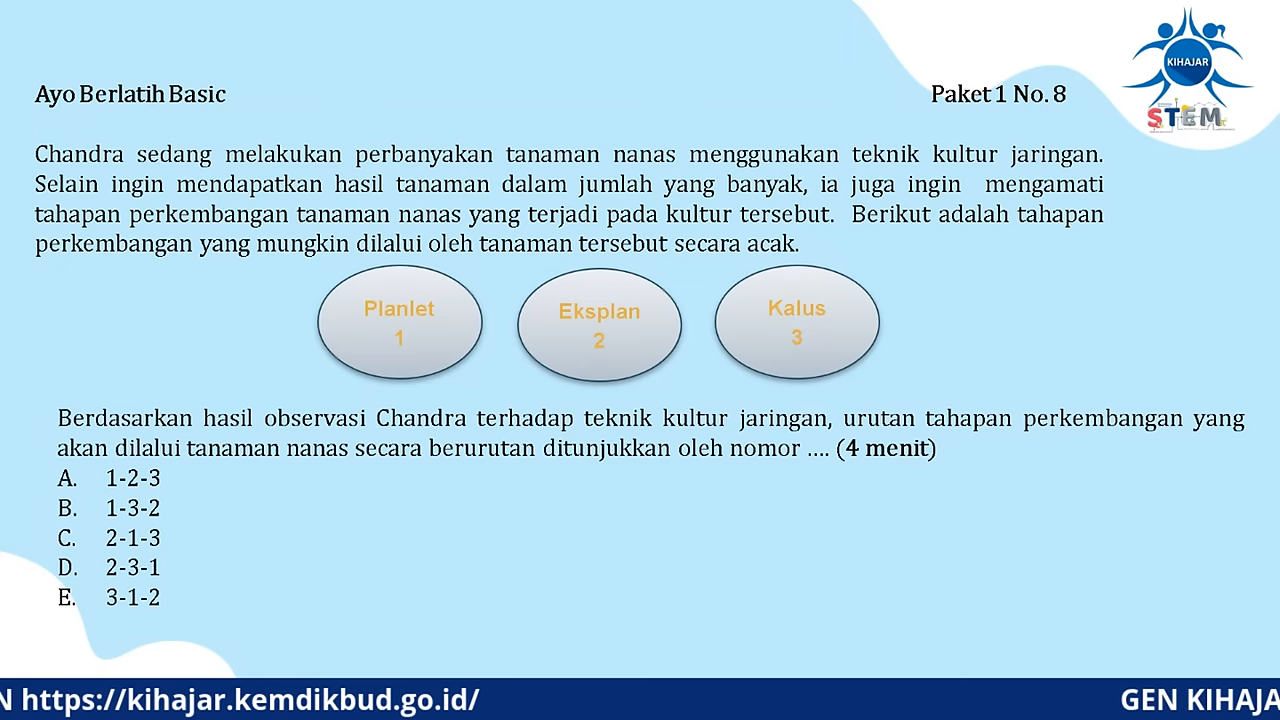 KIHAJAR
STEM
Ayo Berlatih Basic
Paket 1 No. 8
Chandra sedang melakukan perbanyakan tanaman nanas menggunakan teknik kultur jaringan.
Selain ingin mendapatkan hasil tanaman dalam jumlah yang banyak, ia juga ingin mengamati
tahapan perkembangan tanaman nanas yang terjadi pada kultur tersebut. Berikut adalah tahapan
perkembangan yang mungkin dilalui oleh tanaman tersebut secara acak.
Planlet
1
Eksplan
2
Kalus
3
Berdasarkan hasil observasi Chandra terhadap teknik kultur jaringan, urutan tahapan perkembangan yang
akan dilalui tanaman nanas secara berurutan ditunjukkan oleh nomor .... (4 menit)
A. 1-2-3
B. 1-3-2
C. 2-1-3
D. 2-3-1
E. 3-1-2
N https://kihajar.kemdikbud.go.id/
GEN KIHAJA